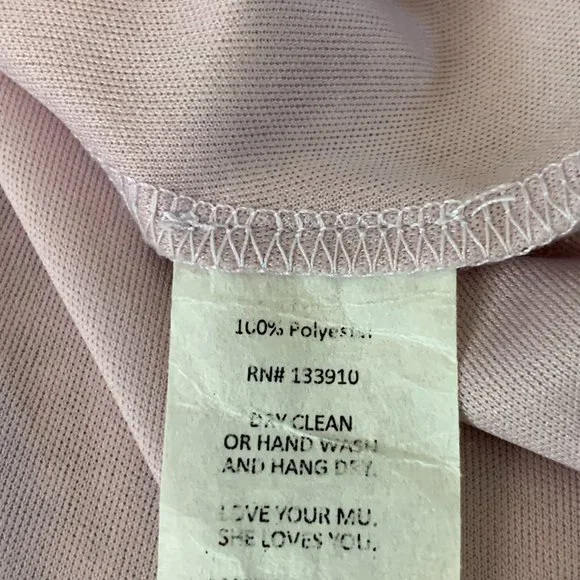 100% Polyester
RN# 133910
DRY CLEAN
OR HAND WASH
AND HANG DRY.
LOVE YOUR MU.
SHE LOVES YOU.